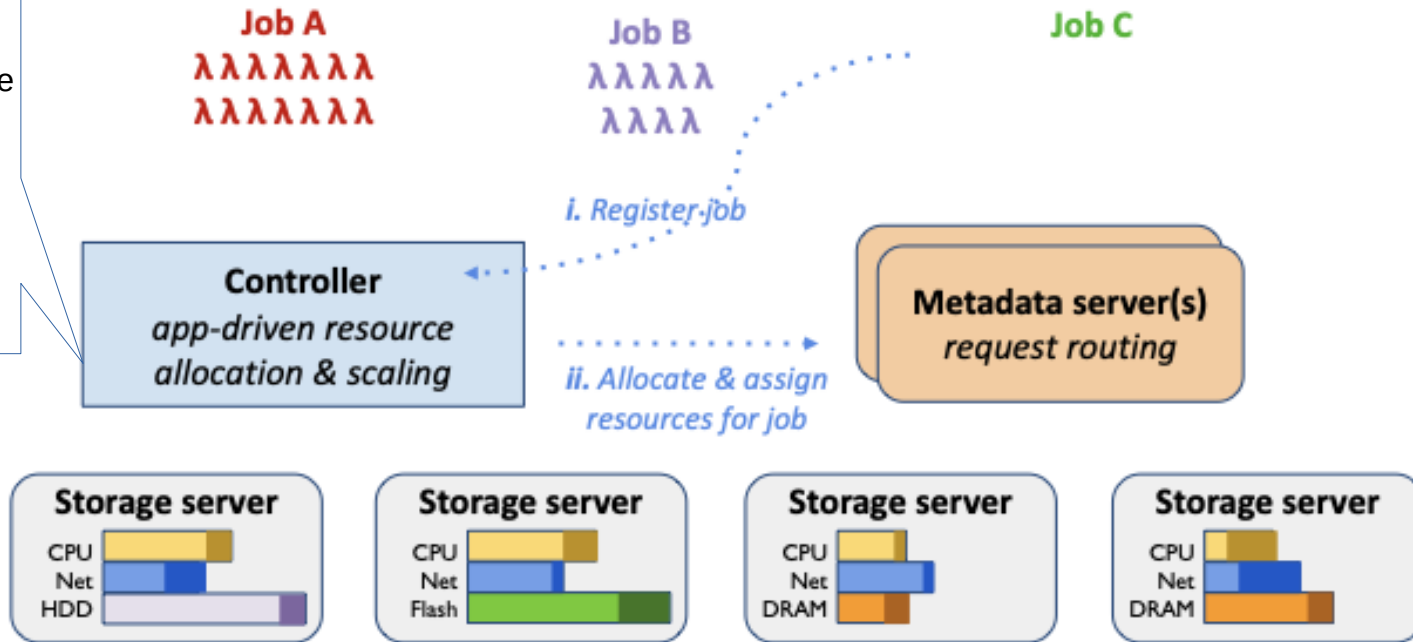 Job A
λλλλλλλ
λλλλλλλ
Job B
λλλλλ
λλλλ
Job C
e
i. Register job
Controller
app-driven resource
allocation & scaling
ii. Allocate & assign
resources for job
Metadata server(s)
request routing
Storage server
CPU
Net
HDD
Storage server
CPU
Net
Flash
Storage server
CPU
Net
DRAM
Storage server
CPU
Net
DRAM